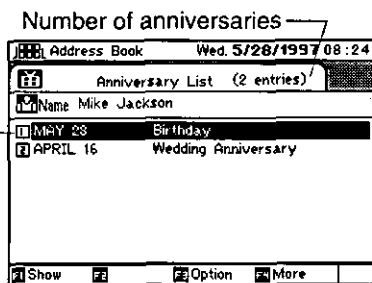 Number of anniversaries
Address Book Wed. 5/28/1997 08:24
Anniversary List (2 entries)
Name Mike Jackson
1 MAY 28 Birthday
2 APRIL 16 Wedding Anniversary
F1 Show F2 F3 Option F4 More